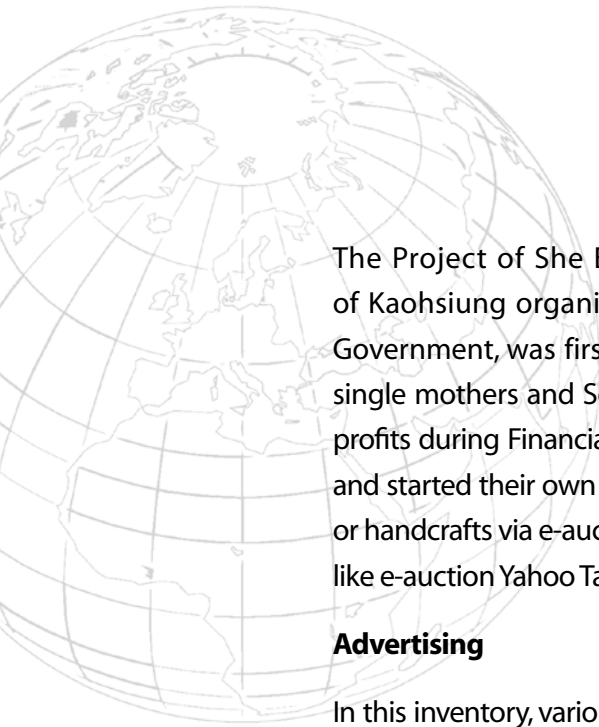 The Project of She
of Kaohsiung organi
Government, was firs
single mothers and S
profits during Financia
and started their own
or handcrafts via e-auc
like e-auction Yahoo Ta
Advertising
In this inventory, vario